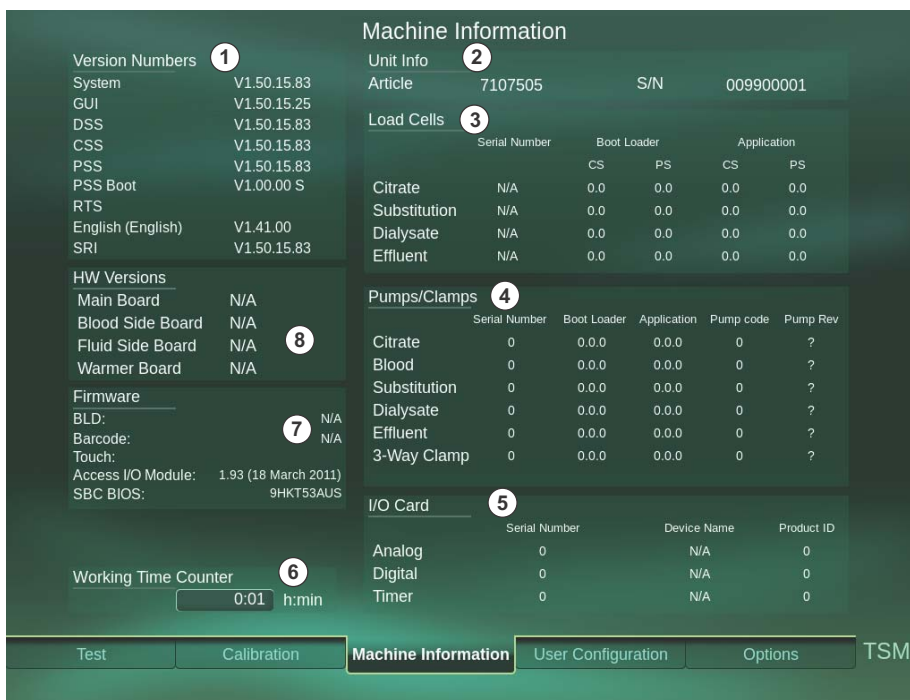 Machine Information
Version Numbers 1
System V1.50.15.83
GUI V1.50.15.25
DSS V1.50.15.83
CSS V1.50.15.83
PSS V1.50.15.83
PSS Boot V1.00.00 S
RTS
English (English) V1.41.00
SRI V1.50.15.83
HW Versions
Main Board N/A
Blood Side Board N/A
Fluid Side Board N/A 8
Warmer Board N/A
Firmware
BLD: N/A
Barcode: 7 N/A
Touch:
Access I/O Module: 1.93 (18 March 2011)
SBC BIOS: 9HKT53AUS
Working Time Counter 6
0:01 h:min
Unit Info 2
Article 7107505 S/N 009900001
Load Cells 3
Serial Number Boot Loader Application
CS PS CS PS
Citrate N/A 0.0 0.0 0.0 0.0
Substitution N/A 0.0 0.0 0.0 0.0
Dialysate N/A 0.0 0.0 0.0 0.0
Effluent N/A 0.0 0.0 0.0 0.0
Pumps/Clamps 4
Serial Number Boot Loader Application Pump code Pump Rev
Citrate 0 0.0.0 0.0.0 0 ?
Blood 0 0.0.0 0.0.0 0 ?
Substitution 0 0.0.0 0.0.0 0 ?
Dialysate 0 0.0.0 0.0.0 0 ?
Effluent 0 0.0.0 0.0.0 0 ?
3-Way Clamp 0 0.0.0 0.0.0 0 ?
I/O Card 5
Serial Number Device Name Product ID
Analog 0 N/A 0
Digital 0 N/A 0
Timer 0 N/A 0
Test Calibration Machine Information User Configuration Options TSM